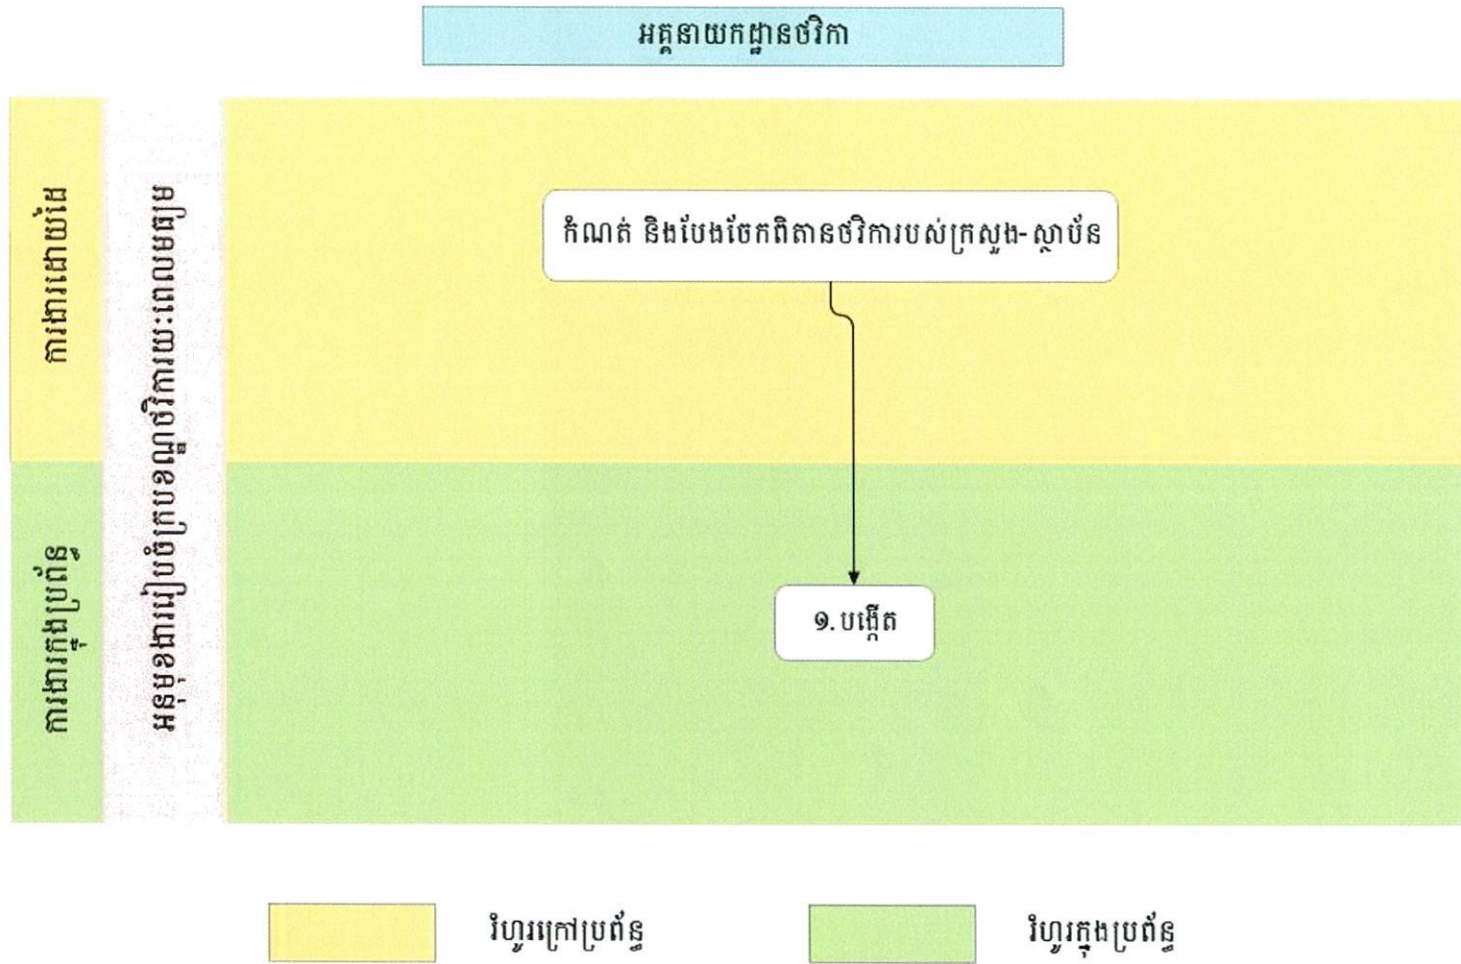 អគ្គនាយកដ្ឋានថវិកា
ការងារដោយដៃ
អនុមុខងាររៀបចំក្របខណ្ឌថវិការយៈពេលមធ្យម
កំណត់ និងបែងចែកពិតានថវិការបស់ក្រសួង-ស្ថាប័ន
ការងារក្នុងប្រព័ន្ធ
១. បង្កើត
រំហូរក្រៅប្រព័ន្ធ
រំហូរក្នុងប្រព័ន្ធ